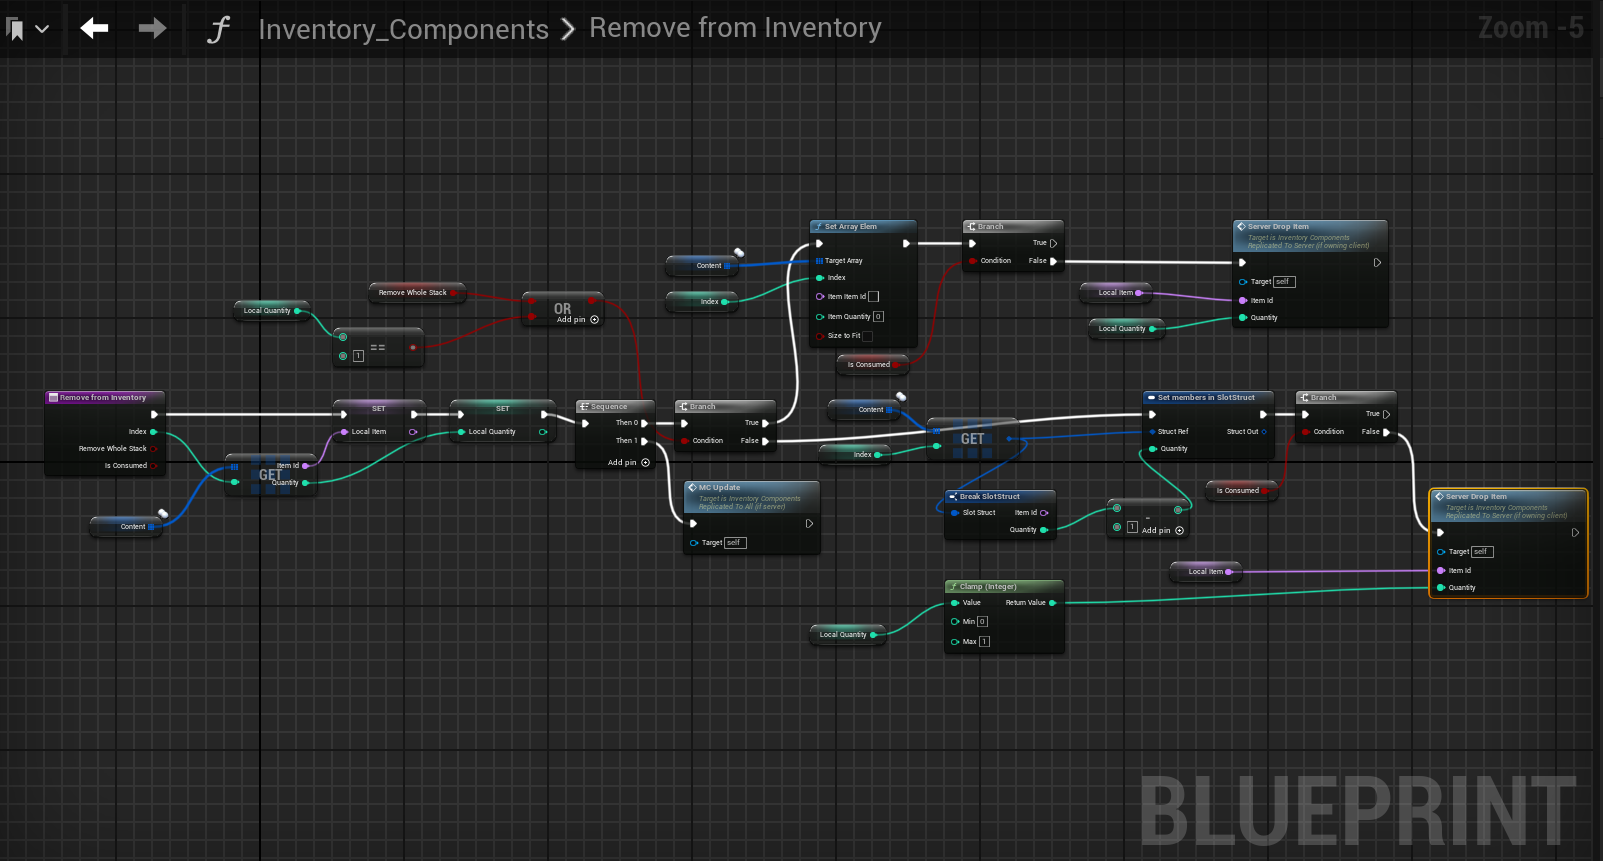 Inventory_Components > Remove from Inventory
Zoom -5
Set Array Elem
Target Array
Index
Item Item Id
Item Quantity 0
Size to Fit
Content
Index
Branch
True
Condition
False
Is Consumed
Server Drop Item
Target is Inventory Components
Replicated To Server (if owning client)
Target self
Item Id
Quantity
Local Item
Local Quantity
Remove Whole Stack
Local Quantity
==
1
OR
Add pin
Remove from Inventory
Index
Remove Whole Stack
Is Consumed
Content
GET
Item Id
Quantity
SET
Local Item
SET
Local Quantity
Sequence
Then 0
Then 1
Add pin
Branch
True
Condition
False
MC Update
Target is Inventory Components
Replicated To All (if server)
Target self
Content
Index
GET
Break SlotStruct
Slot Struct
Item Id
Quantity
-
1
Add pin
Set members in SlotStruct
Struct Ref
Struct Out
Quantity
Branch
True
Condition
False
Is Consumed
Server Drop Item
Target is Inventory Components
Replicated To Server (if owning client)
Target self
Item Id
Quantity
Local Item
Clamp (Integer)
Value
Return Value
Min 0
Max 1
Local Quantity
BLUEPRINT